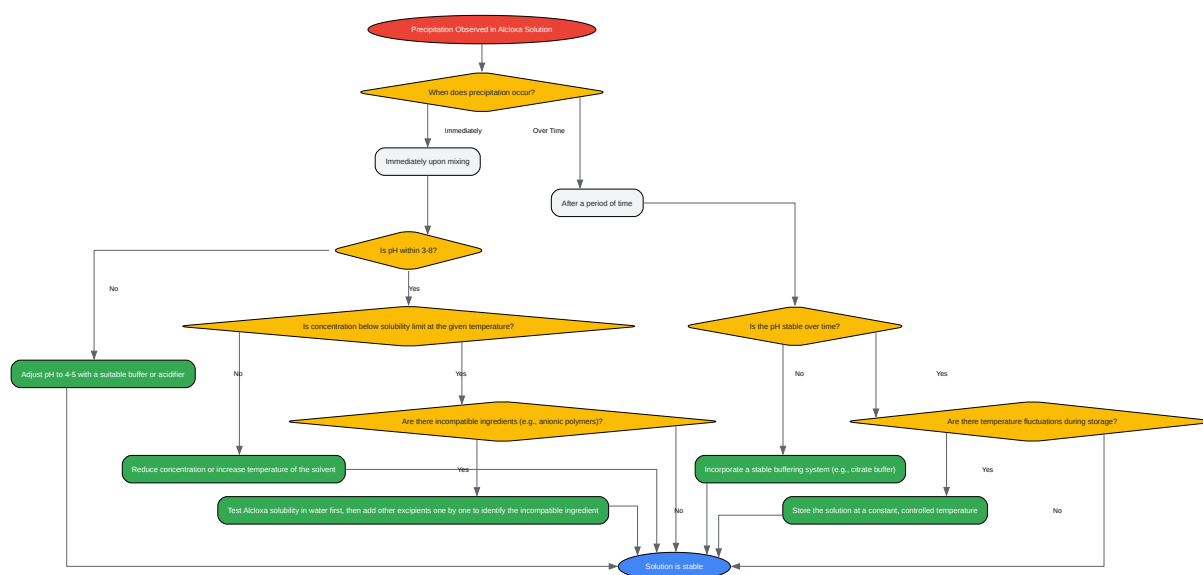 Precipitation Observed in Alcloxa Solution
When does precipitation occur?
Immediately
Over Time
Immediately upon mixing
After a period of time
Is pH within 3-8?
No
Yes
Is concentration below solubility limit at the given temperature?
Is the pH stable over time?
Adjust pH to 4-5 with a suitable buffer or acidifier
No
Yes
No
Yes
Are there incompatible ingredients (e.g., anionic polymers)?
Are there temperature fluctuations during storage?
Reduce concentration or increase temperature of the solvent
Yes
Incorporate a stable buffering system (e.g., citrate buffer)
Yes
Test Alcloxa solubility in water first, then add other excipients one by one to identify the incompatible ingredient
No
Store the solution at a constant, controlled temperature
No
Solution is stable